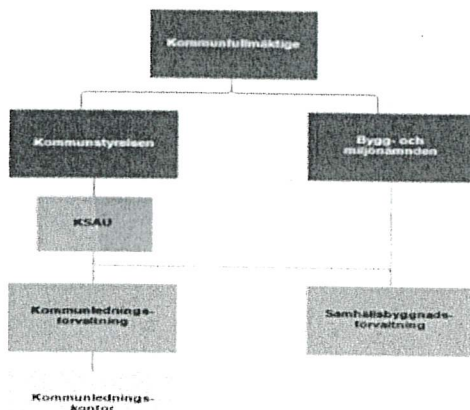 Kommunfullmäktige
Kommunstyrelsen
Bygg- och
miljönämnden
KSAU
Kommunlednings-
förvaltning
Samhällsbyggnads-
förvaltning
Kommunlednings-
kontor